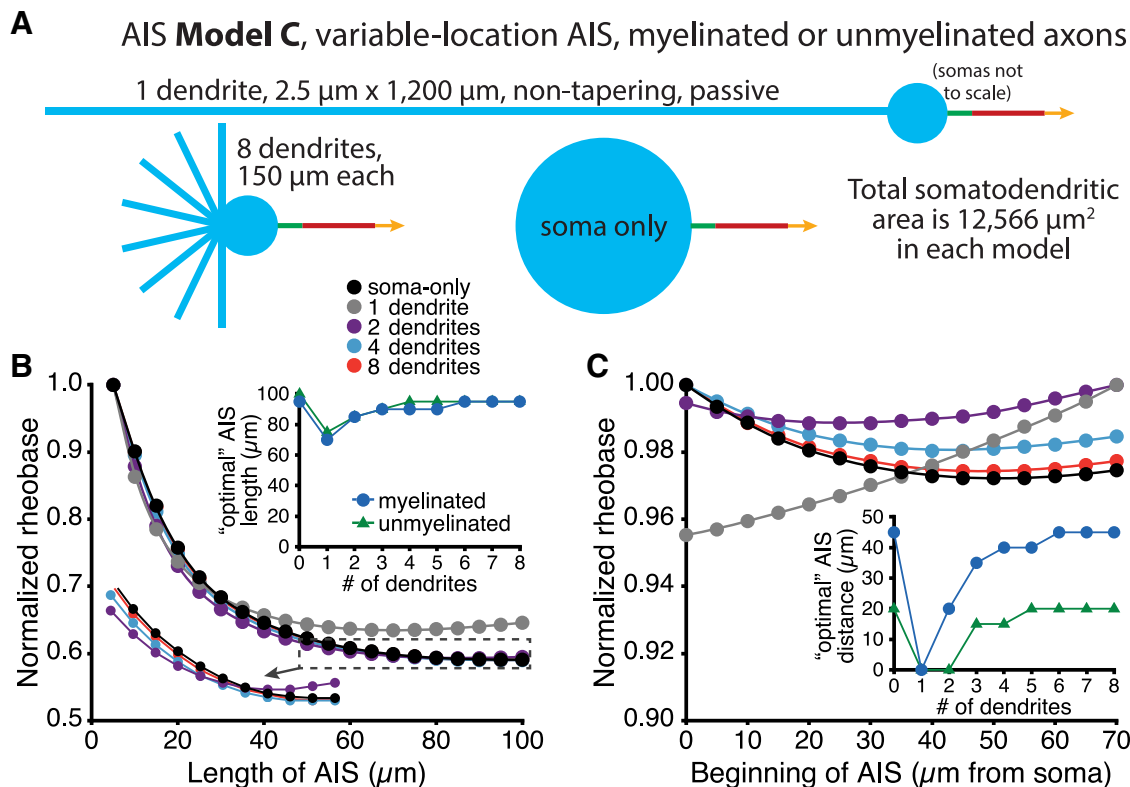 A
AIS Model C, variable-location AIS, myelinated or unmyelinated axons
1 dendrite, 2.5 µm x 1,200 µm, non-tapering, passive
(somas not
to scale)
8 dendrites,
150 µm each
soma only
Total somatodendritic
area is 12,566 µm²
in each model
soma-only
1 dendrite
2 dendrites
4 dendrites
8 dendrites
B
Normalized rheobase
1.0
0.9
0.8
0.7
0.6
0.5
0 20 40 60 80 100
Length of AIS (µm)
"optimal" AIS
length (µm)
100
80
60
40
20
0
myelinated
unmyelinated
0 1 2 3 4 5 6 7 8
# of dendrites
C
Normalized rheobase
1.00
0.98
0.96
0.94
0.92
0.90
0 10 20 30 40 50 60 70
Beginning of AIS (µm from soma)
"optimal" AIS
distance (µm)
50
40
30
20
10
0
0 1 2 3 4 5 6 7 8
# of dendrites